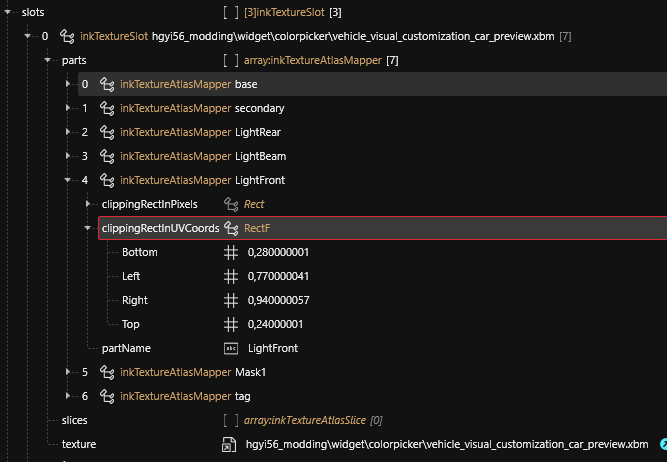 slots [ ] [3]inkTextureSlot [3]
0 inkTextureSlot hgyi56_modding\widget\colorpicker\vehicle_visual_customization_car_preview.xbm [7]
parts [ ] array:inkTextureAtlasMapper [7]
0 inkTextureAtlasMapper base
1 inkTextureAtlasMapper secondary
2 inkTextureAtlasMapper LightRear
3 inkTextureAtlasMapper LightBeam
4 inkTextureAtlasMapper LightFront
clippingRectInPixels Rect
clippingRectInUVCoords RectF
Bottom 0,280000001
Left 0,770000041
Right 0,940000057
Top 0,24000001
partName abc LightFront
5 inkTextureAtlasMapper Mask1
6 inkTextureAtlasMapper tag
slices [ ] array:inkTextureAtlasSlice [0]
texture hgyi56_modding\widget\colorpicker\vehicle_visual_customization_car_preview.xbm